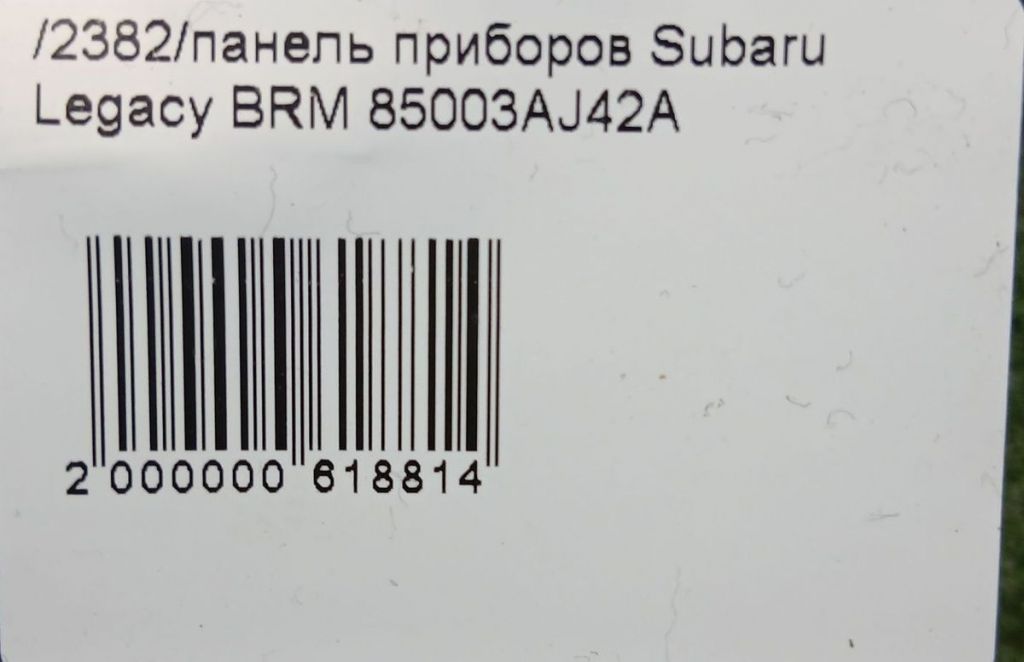 /2382/панель приборов Subaru
Legacy BRM 85003AJ42A
2 000000 618814